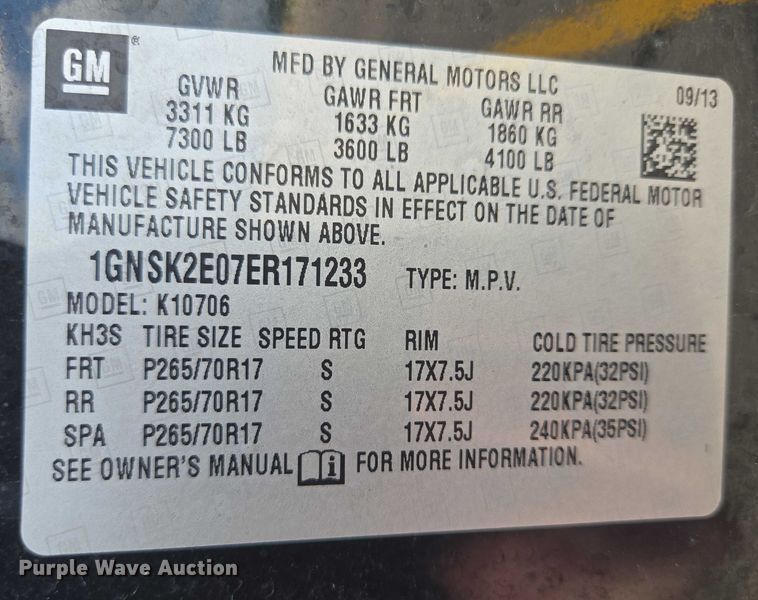 GM®
MFD BY GENERAL MOTORS LLC
09/13
GVWR GAWR FRT GAWR RR
3311 KG 1633 KG 1860 KG
7300 LB 3600 LB 4100 LB
THIS VEHICLE CONFORMS TO ALL APPLICABLE U.S. FEDERAL MOTOR
VEHICLE SAFETY STANDARDS IN EFFECT ON THE DATE OF
MANUFACTURE SHOWN ABOVE.
1GNSK2E07ER171233 TYPE: M.P.V.
MODEL: K10706
KH3S TIRE SIZE SPEED RTG RIM COLD TIRE PRESSURE
FRT P265/70R17 S 17X7.5J 220KPA(32PSI)
RR P265/70R17 S 17X7.5J 220KPA(32PSI)
SPA P265/70R17 S 17X7.5J 240KPA(35PSI)
SEE OWNER'S MANUAL i FOR MORE INFORMATION.
Purple Wave Auction